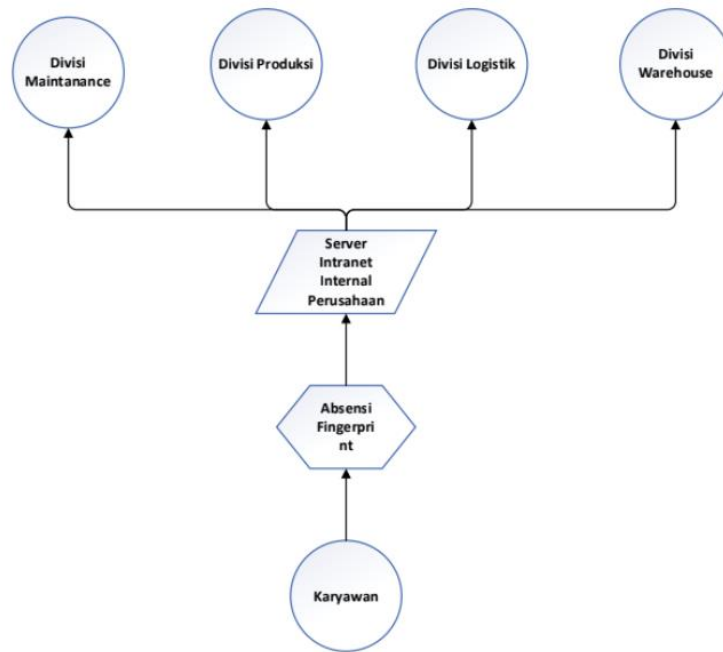 Divisi
Maintanance
Divisi Produksi
Divisi Logistik
Divisi
Warehouse
Server
Intranet
Internal
Perusahaan
Absensi
Fingerpri
nt
Karyawan